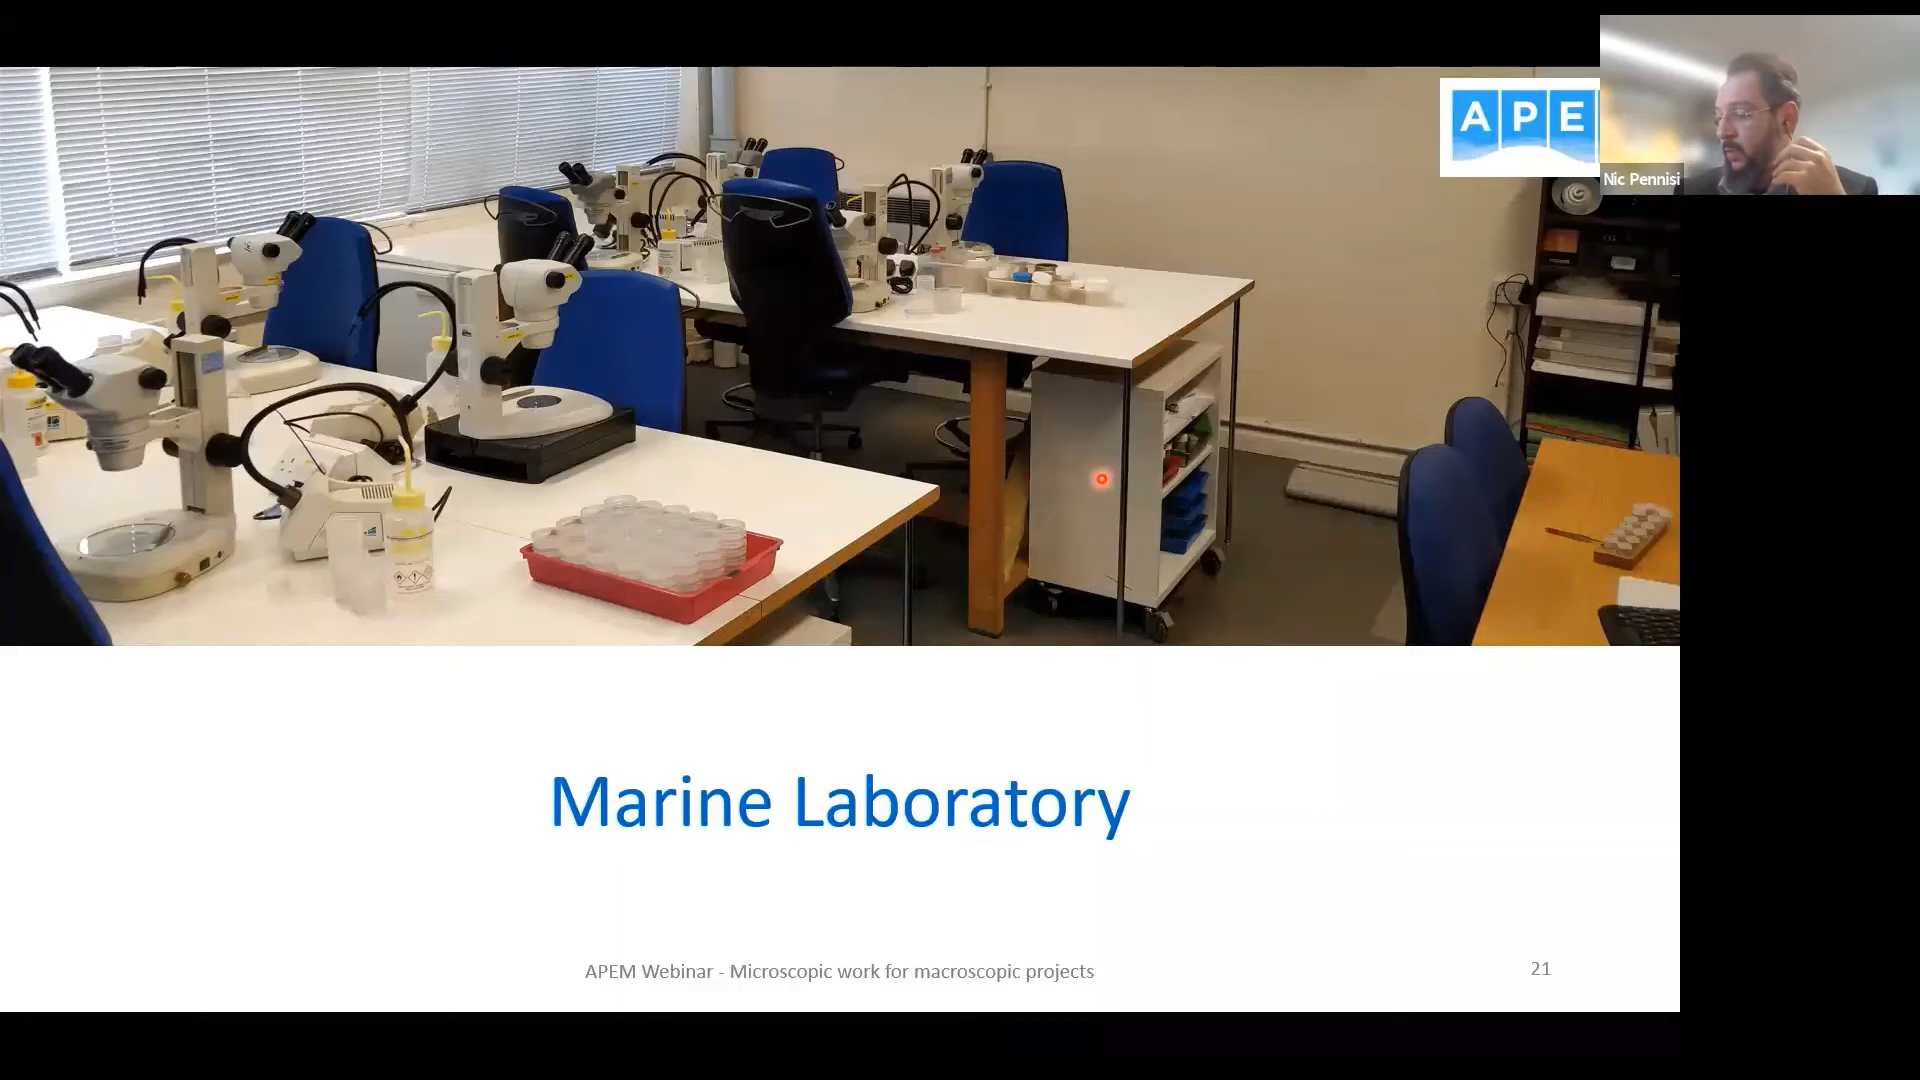 APE
Nic Pennisi
Marine Laboratory
APEM Webinar - Microscopic work for macroscopic projects
21